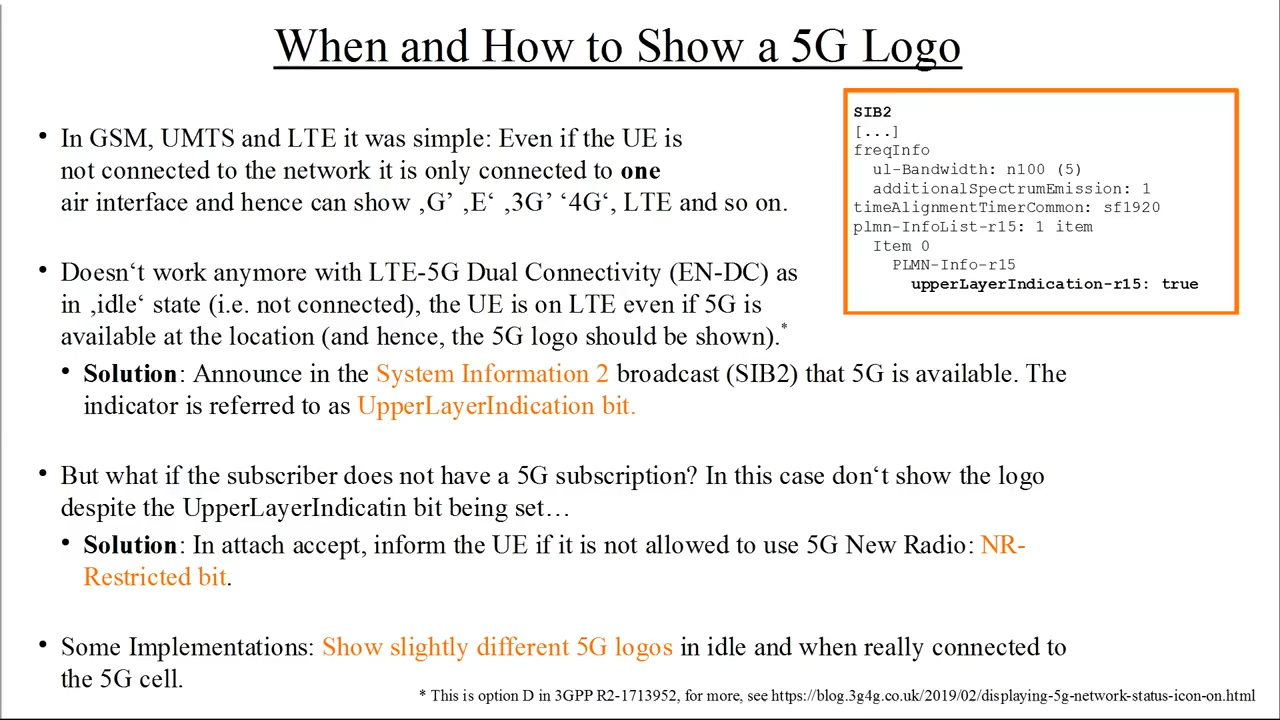 When and How to Show a 5G Logo
• In GSM, UMTS and LTE it was simple: Even if the UE is
not connected to the network it is only connected to one
air interface and hence can show ‚G’ ‚E‘ ‚3G’ ‘4G‘, LTE and so on.
SIB2
[...]
freqInfo
ul-Bandwidth: n100 (5)
additionalSpectrumEmission: 1
timeAlignmentTimerCommon: sf1920
plmn-InfoList-r15: 1 item
Item 0
PLMN-Info-r15
upperLayerIndication-r15: true
• Doesn‘t work anymore with LTE-5G Dual Connectivity (EN-DC) as
in ‚idle‘ state (i.e. not connected), the UE is on LTE even if 5G is
available at the location (and hence, the 5G logo should be shown).*
• Solution: Announce in the System Information 2 broadcast (SIB2) that 5G is available. The
indicator is referred to as UpperLayerIndication bit.
• But what if the subscriber does not have a 5G subscription? In this case don‘t show the logo
despite the UpperLayerIndicatin bit being set…
• Solution: In attach accept, inform the UE if it is not allowed to use 5G New Radio: NR-
Restricted bit.
• Some Implementations: Show slightly different 5G logos in idle and when really connected to
the 5G cell.
* This is option D in 3GPP R2-1713952, for more, see https://blog.3g4g.co.uk/2019/02/displaying-5g-network-status-icon-on.html